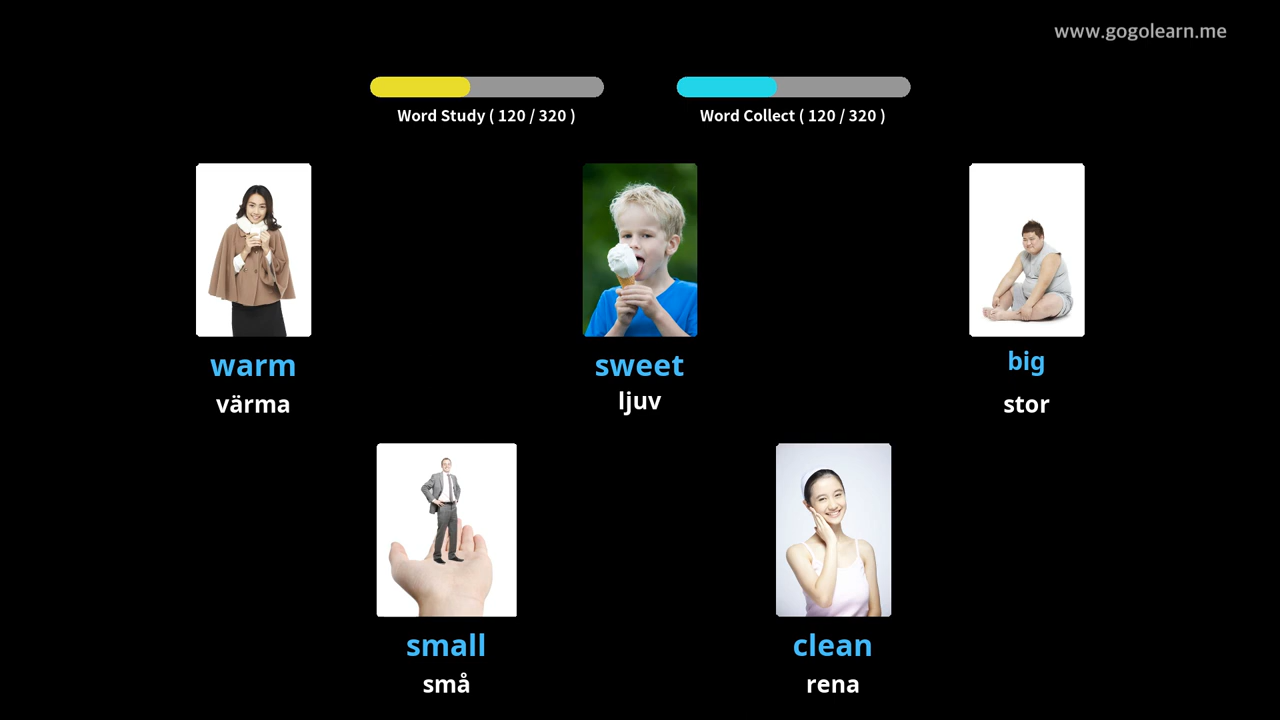 www.gogolearn.me
Word Study ( 120 / 320 )
Word Collect ( 120 / 320 )
warm
värma
sweet
ljuv
big
stor
small
små
clean
rena